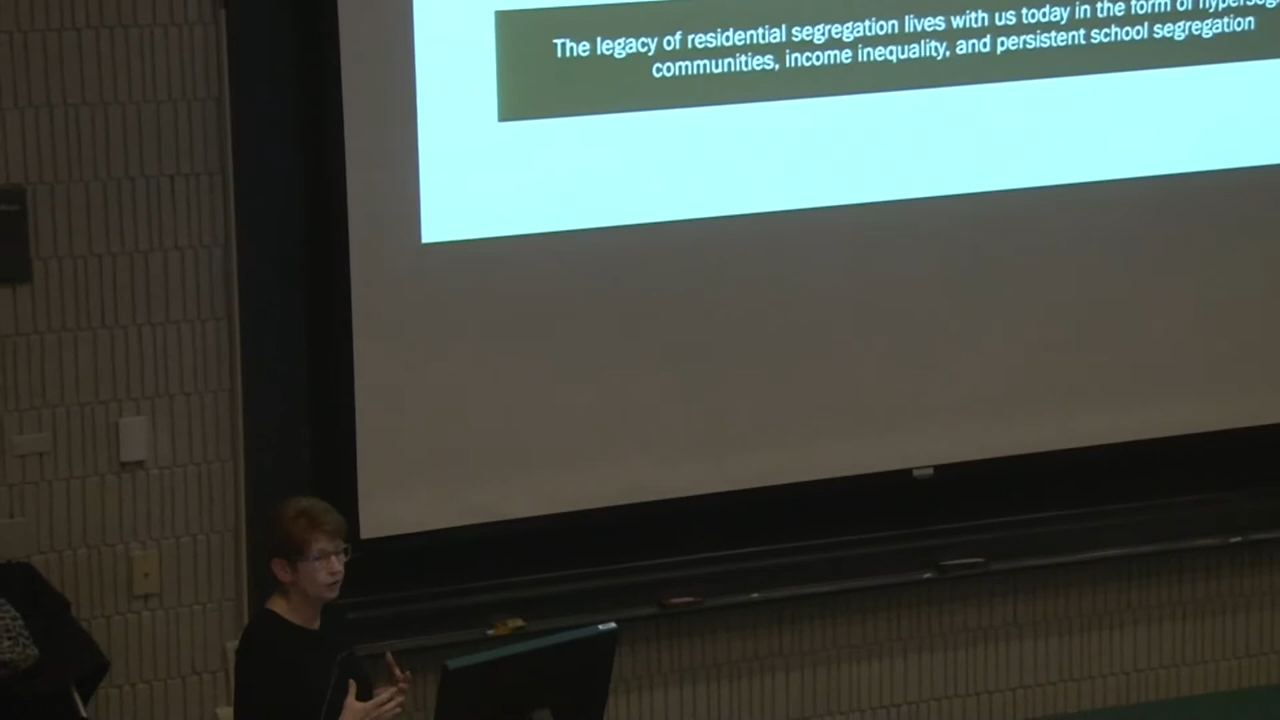 The legacy of residential segregation lives with us today in the form of
communities, income inequality, and persistent school segregation